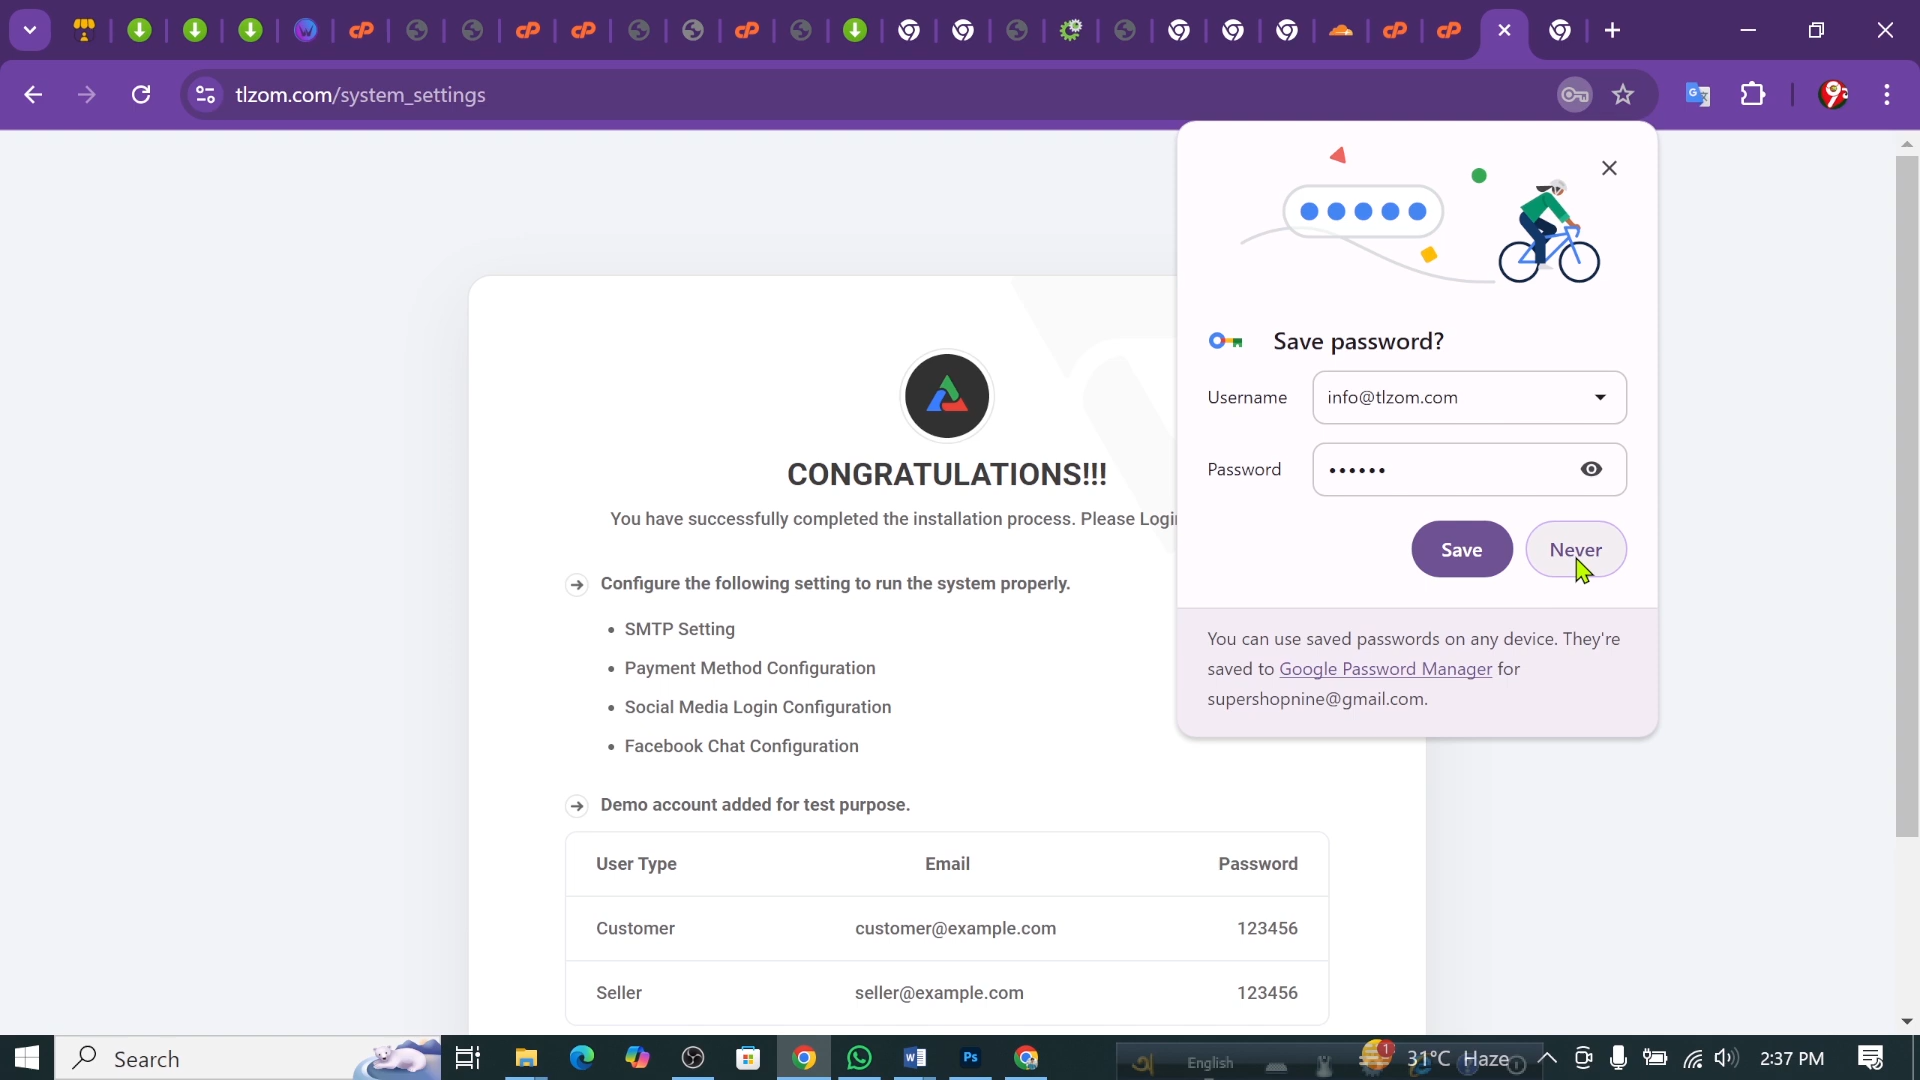 tlzom.com/system_settings
Save password?
Username info@tlzom.com
Password ••••••
Save Never
You can use saved passwords on any device. They're
saved to Google Password Manager for
supershopnine@gmail.com.
CONGRATULATIONS!!!
You have successfully completed the installation process. Please Logi
Configure the following setting to run the system properly.
• SMTP Setting
• Payment Method Configuration
• Social Media Login Configuration
• Facebook Chat Configuration
Demo account added for test purpose.
User Type Email Password
Customer customer@example.com 123456
Seller seller@example.com 123456
Search English 31°C Haze 2:37 PM